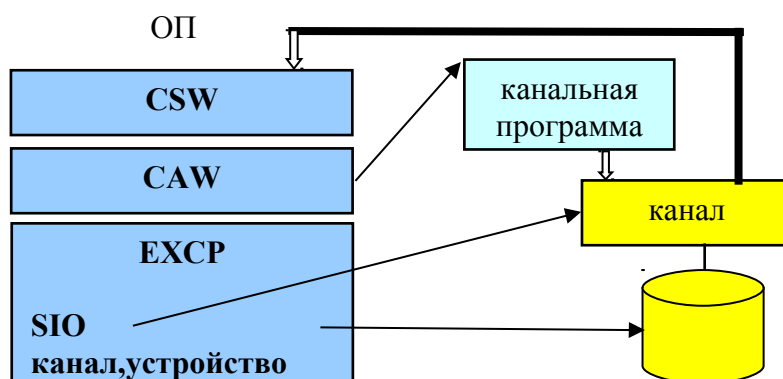 ОП
CSW
CAW
EXCP
SIO
канал,устройство
канальная
программа
канал